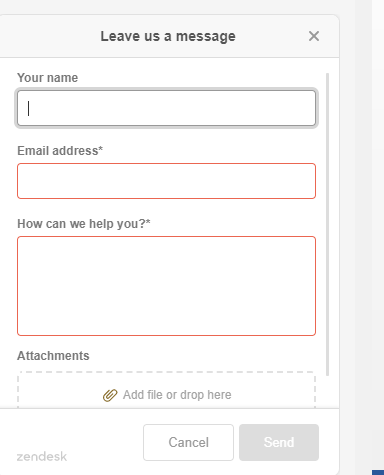 Leave us a message
Your name
Email address*
How can we help you?*
Attachments
Add file or drop here
zendesk
Cancel
Send